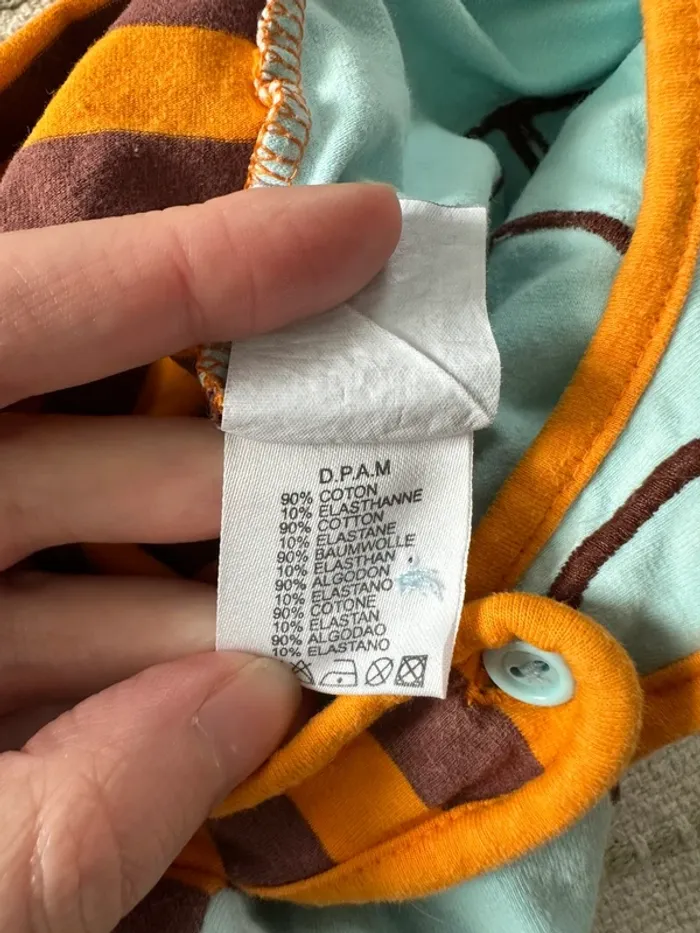 D.P.A.M
90% COTON
10% ELASTHANNE
90% COTTON
10% ELASTANE
90% BAUMWOLLE
10% ELASTHAN
90% ALGODON
10% ELASTANO
90% COTONE
10% ELASTAN
90% ALGODAO
10% ELASTANO